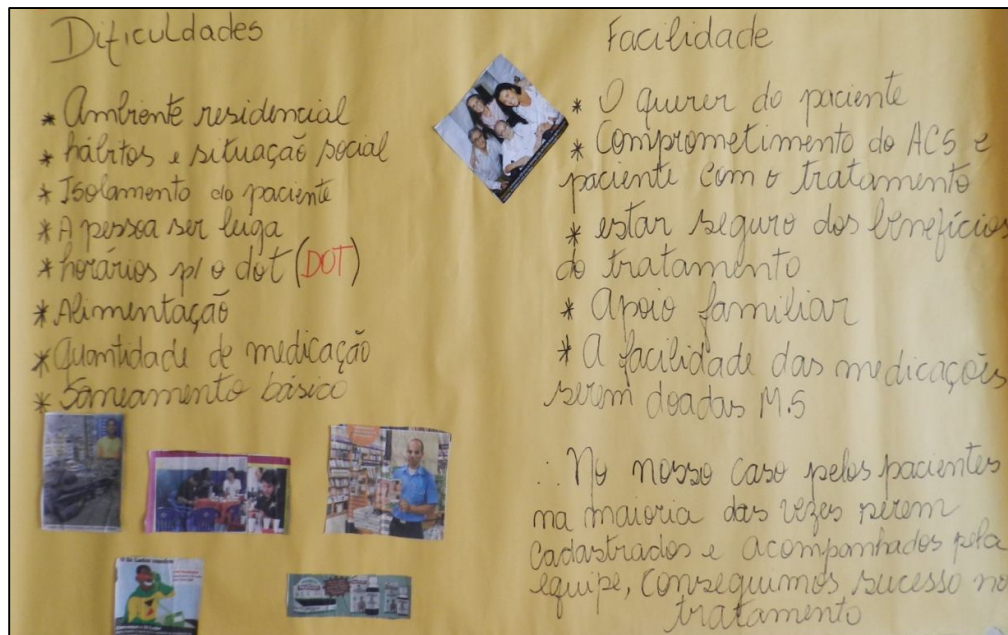 Dificuldades
* Ambiente residencial
* hábitos e situação social
* Isolamento do paciente
* A pessoa ser leiga
* horários p/ o dot (DOT)
* Alimentação
* Quantidade de medicação
* Saneamento básico
Facilidade
* O querer do paciente
* Comprometimento do ACS e
paciente com o tratamento
* estar seguro dos benefícios
do tratamento
* Apoio familiar
* A facilidade das medicações
serem doadas M.S
∴ No nosso caso pelos pacientes
na maioria das vezes serem
cadastrados e acompanhados pela
equipe, conseguimos sucesso no
tratamento